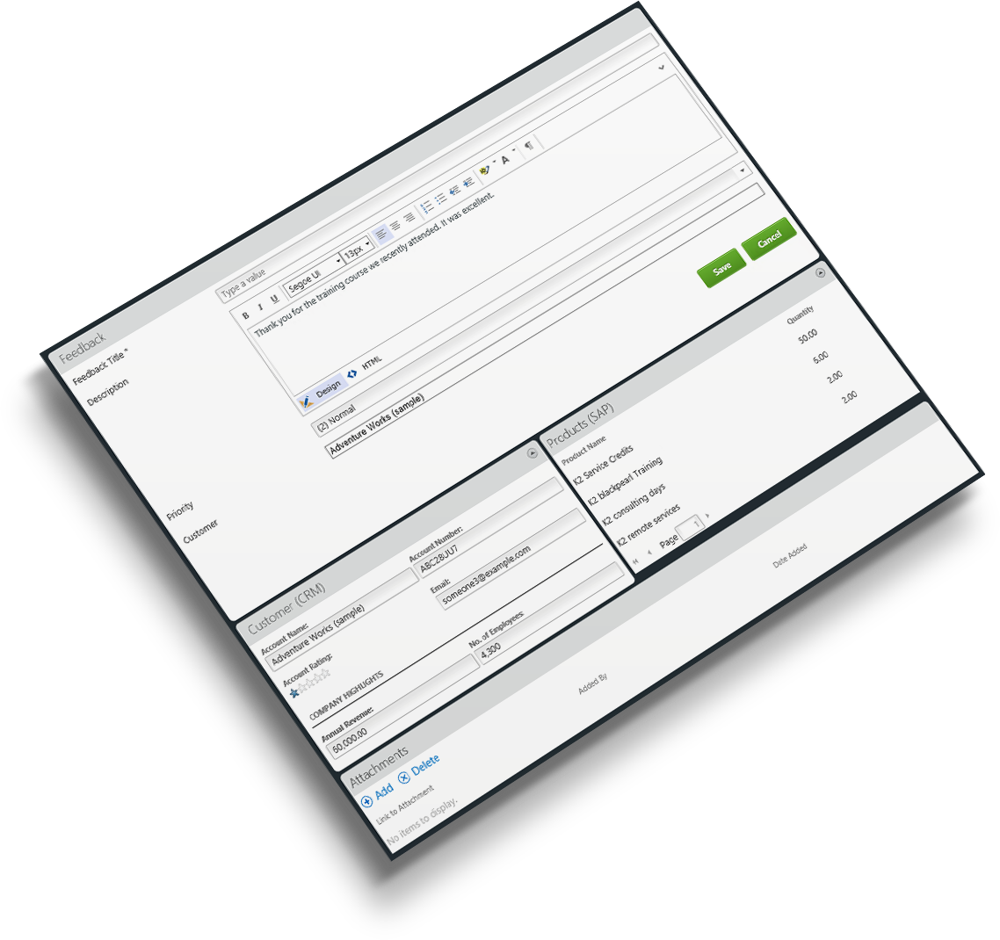 Feedback
Feedback Title *
Type a value
Description
B I U Segoe UI 13px
Thank you for the training course we recently attended. It was excellent.
Design HTML
Priority
(2) Normal
Customer
Adventure Works (sample)
Save Cancel
Customer (CRM)
Account Name:
Adventure Works (sample)
Account Number:
ABC28UU7
Account Rating:
Email:
someone3@example.com
COMPANY HIGHLIGHTS
Annual Revenue:
60,000.00
No. of Employees:
4,300
Products (SAP)
Product Name Quantity
K2 Service Credits 50.00
K2 blackpearl Training 6.00
K2 consulting days 2.00
K2 remote services 2.00
Page 1
Attachments
Add Delete
Link to Attachment Added By Date Added
No items to display.